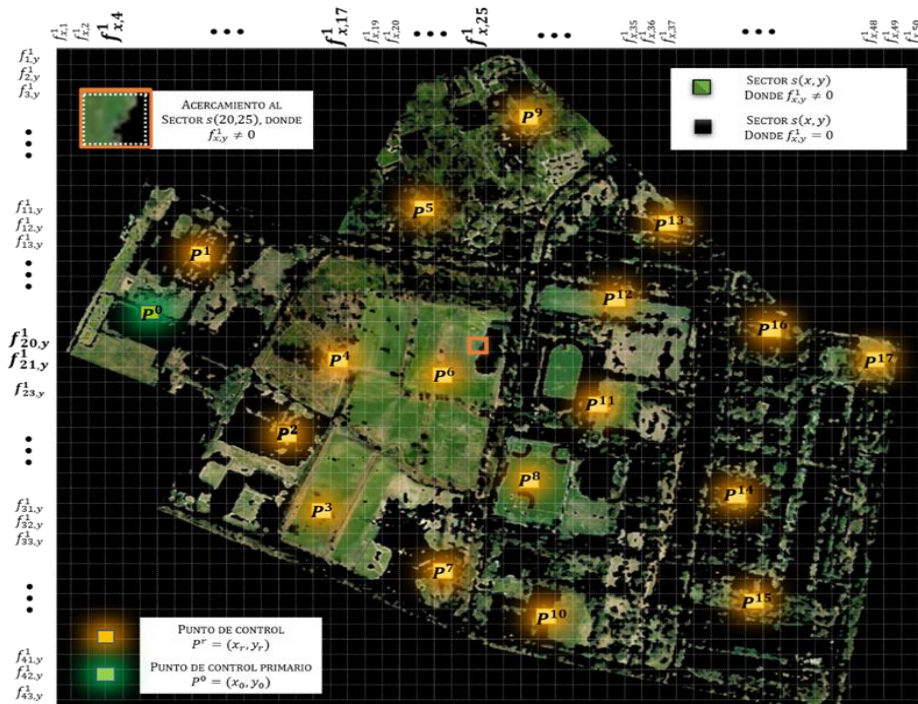 f¹ₓ,₁
f¹ₓ,₂
f¹ₓ,₄
•••
f¹ₓ,₁₇
f¹ₓ,₁₉
f¹ₓ,₂₀
•••
f¹ₓ,₂₅
•••
f¹ₓ,₃₅
f¹ₓ,₃₆
f¹ₓ,₃₇
•••
f¹ₓ,₄₈
f¹ₓ,₄₉
f¹ₓ,₅₀
f¹₁,y
f¹₂,y
f¹₃,y
ACERCAMIENTO AL
SECTOR s(20,25), DONDE
f¹ₓ,y ≠ 0
SECTOR s(x, y)
DONDE f¹ₓ,y ≠ 0
SECTOR s(x, y)
DONDE f¹ₓ,y = 0
P⁹
P⁵
P¹³
f¹₁₁,y
f¹₁₂,y
f¹₁₃,y
P¹
P¹²
P⁰
P¹⁶
f¹₂₀,y
f¹₂₁,y
P⁴
P⁶
P¹⁷
f¹₂₃,y
P¹¹
P²
P⁸
P¹⁴
f¹₃₁,y
f¹₃₂,y
f¹₃₃,y
P³
P⁷
P¹⁵
P¹⁰
PUNTO DE CONTROL
Pʳ = (xᵣ, yᵣ)
PUNTO DE CONTROL PRIMARIO
P⁰ = (x₀, y₀)
f¹₄₁,y
f¹₄₂,y
f¹₄₃,y